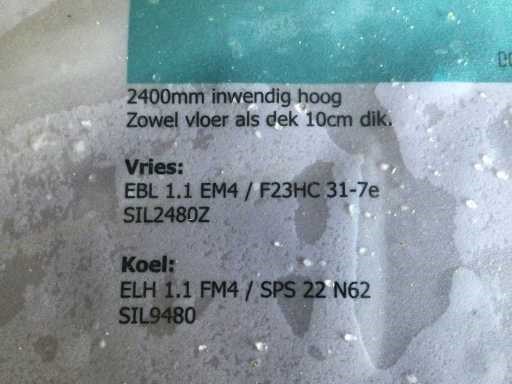 2400mm inwendig hoog
Zowel vloer als dek 10cm dik.
Vries:
EBL 1.1 EM4 / F23HC 31-7e
SIL2480Z
Koel:
ELH 1.1 FM4 / SPS 22 N62
SIL9480